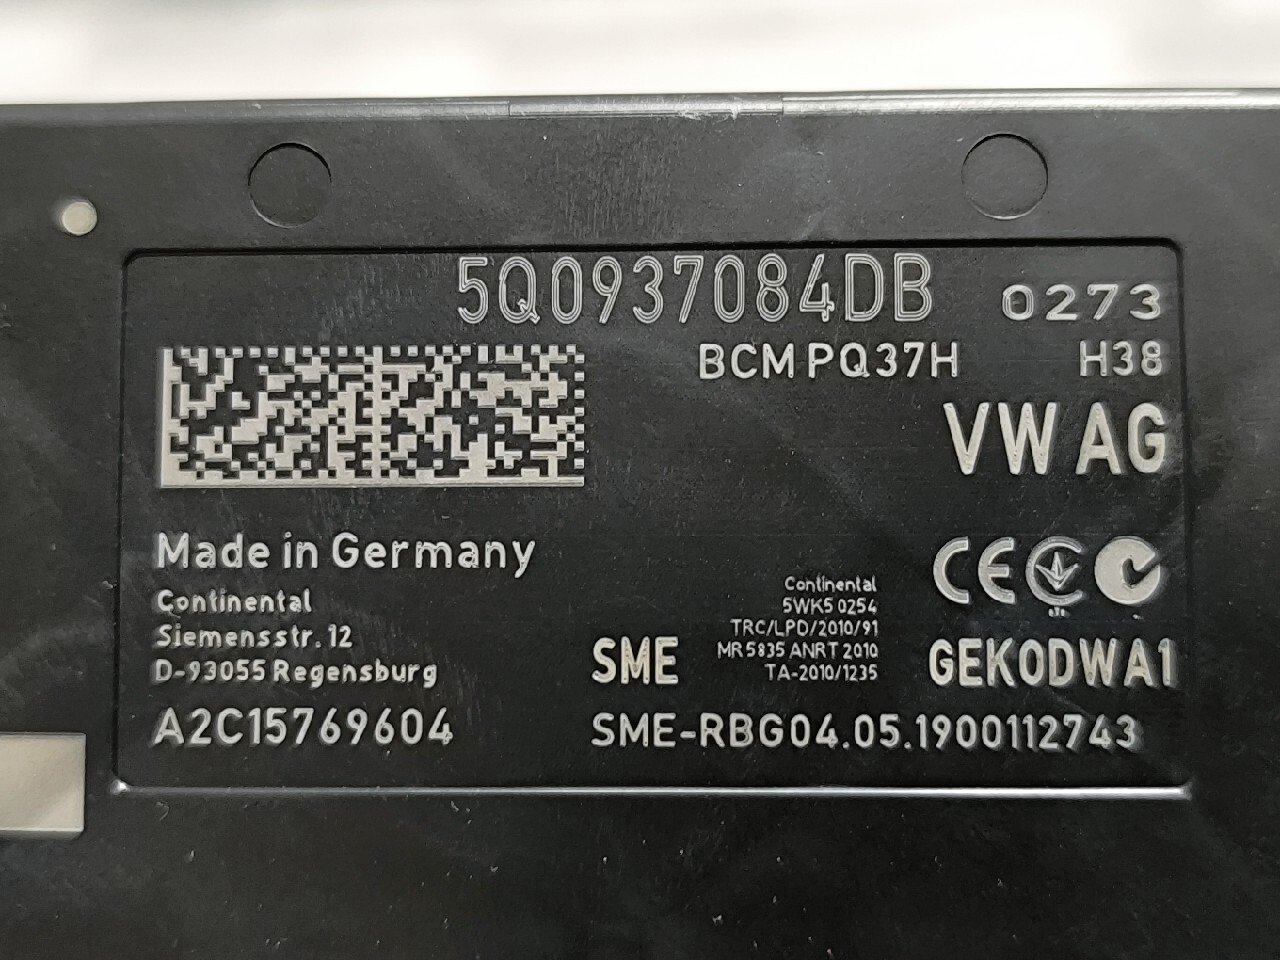 5Q0937084DB 0273
BCM PQ37H H38
VW AG
Made in Germany
CE
Continental
Siemensstr. 12
D-93055 Regensburg
Continental
5WK5 0254
TRC/LPD/2010/91
MR 5835 ANRT 2010
TA-2010/1235
SME
GEKODWA1
A2C15769604
SME-RBG04.05.1900112743